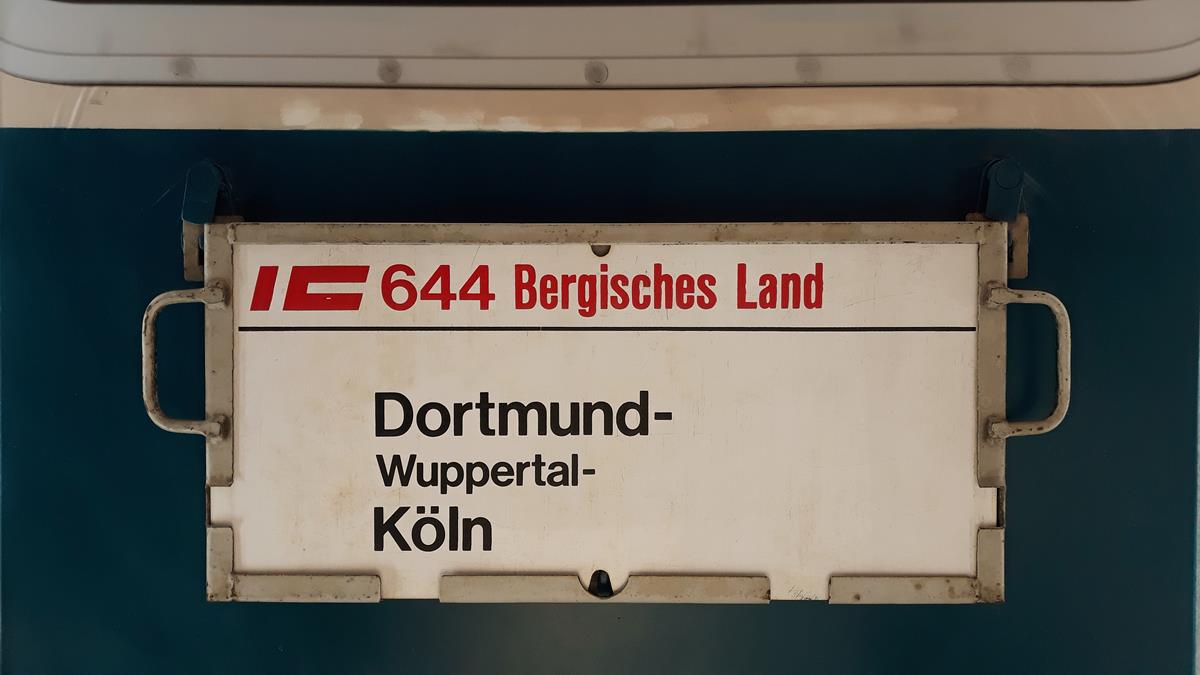 IC 644 Bergisches Land
Dortmund-
Wuppertal-
Köln